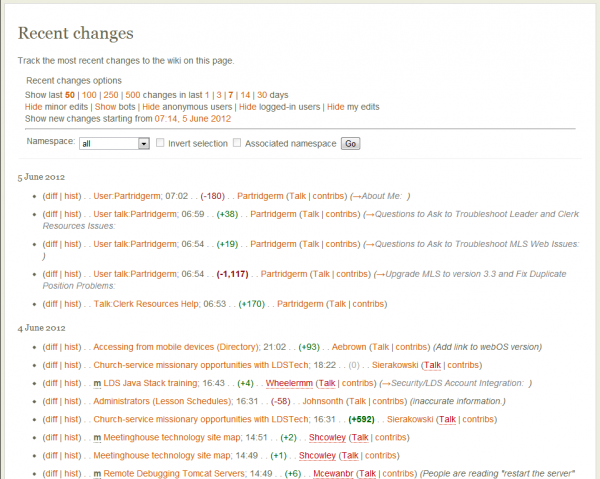 Recent changes
Track the most recent changes to the wiki on this page.
Recent changes options
Show last 50 | 100 | 250 | 500 changes in last 1 | 3 | 7 | 14 | 30 days
Hide minor edits | Show bots | Hide anonymous users | Hide logged-in users | Hide my edits
Show new changes starting from 07:14, 5 June 2012
Namespace: all Invert selection Associated namespace Go
5 June 2012
• (diff | hist) . . User:Partridgerm; 07:02 . . (-180) . . Partridgerm (Talk | contribs) (→About Me: )
• (diff | hist) . . User talk:Partridgerm; 06:59 . . (+38) . . Partridgerm (Talk | contribs) (→Questions to Ask to Troubleshoot Leader and Clerk
Resources Issues:
• (diff | hist) . . User talk:Partridgerm; 06:54 . . (+19) . . Partridgerm (Talk | contribs) (→Questions to Ask to Troubleshoot MLS Web Issues:
)
• (diff | hist) . . User talk:Partridgerm; 06:54 . . (-1,117) . . Partridgerm (Talk | contribs) (→Upgrade MLS to version 3.3 and Fix Duplicate
Position Problems:
• (diff | hist) . . Talk:Clerk Resources Help; 06:53 . . (+170) . . Partridgerm (Talk | contribs)
4 June 2012
• (diff | hist) . . Accessing from mobile devices (Directory); 21:02 . . (+93) . . Aebrown (Talk | contribs) (Add link to webOS version)
• (diff | hist) . . Church-service missionary opportunities with LDSTech; 18:22 . . (0) . . Sierakowski (Talk | contribs)
• (diff | hist) . . m LDS Java Stack training; 16:43 . . (+4) . . Wheelermm (Talk | contribs) (→Security/LDS Account Integration: )
• (diff | hist) . . Administrators (Lesson Schedules); 16:31 . . (-58) . . Johnsonth (Talk | contribs) (inaccurate information.)
• (diff | hist) . . Church-service missionary opportunities with LDSTech; 16:31 . . (+592) . . Sierakowski (Talk | contribs)
• (diff | hist) . . m Meetinghouse technology site map; 14:51 . . (+2) . . Shcowley (Talk | contribs)
• (diff | hist) . . Meetinghouse technology site map; 14:49 . . (+1) . . Shcowley (Talk | contribs)
• (diff | hist) . . m Remote Debugging Tomcat Servers; 14:49 . . (+6) . . Mcewanbr (Talk | contribs) (People are reading "restart the server"